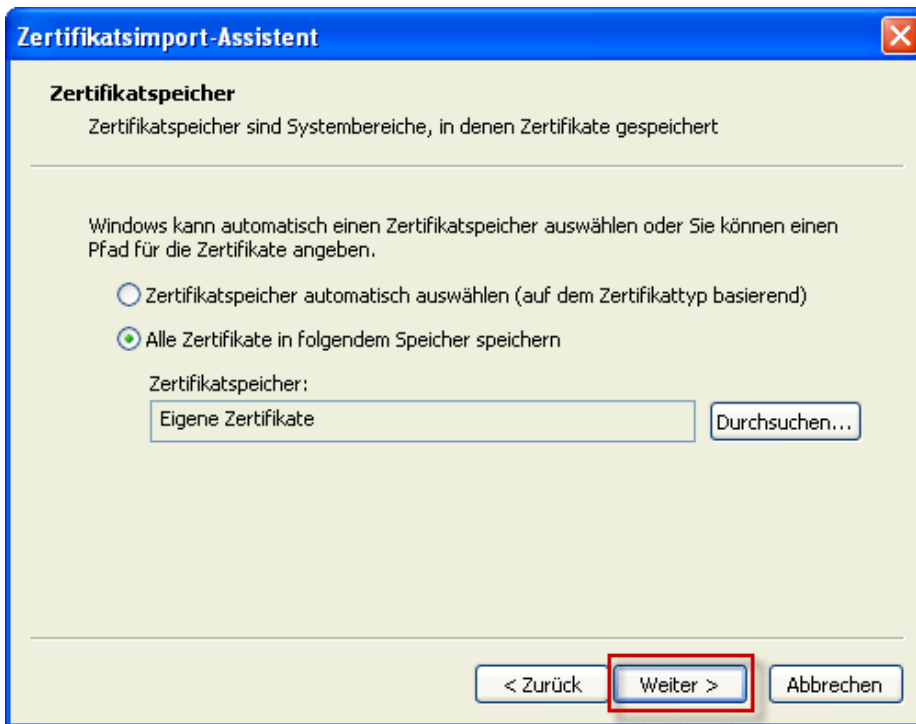 Zertifikatsimport-Assistent
Zertifikatspeicher
Zertifikatspeicher sind Systembereiche, in denen Zertifikate gespeichert
Windows kann automatisch einen Zertifikatspeicher auswählen oder Sie können einen
Pfad für die Zertifikate angeben.
Zertifikatspeicher automatisch auswählen (auf dem Zertifikattyp basierend)
Alle Zertifikate in folgendem Speicher speichern
Zertifikatspeicher:
Eigene Zertifikate
Durchsuchen...
< Zurück Weiter > Abbrechen